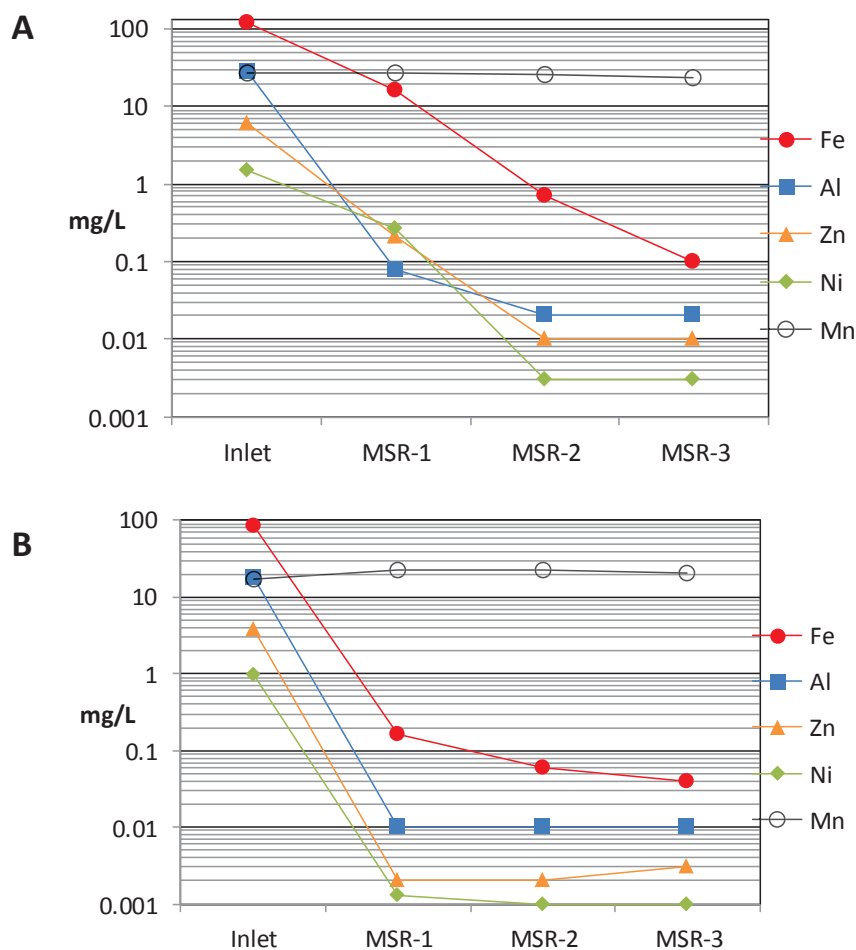 A
100
10
1
mg/L
0.1
0.01
0.001
Inlet MSR-1 MSR-2 MSR-3
Fe
Al
Zn
Ni
Mn
B
100
10
1
mg/L
0.1
0.01
0.001
Inlet MSR-1 MSR-2 MSR-3
Fe
Al
Zn
Ni
Mn